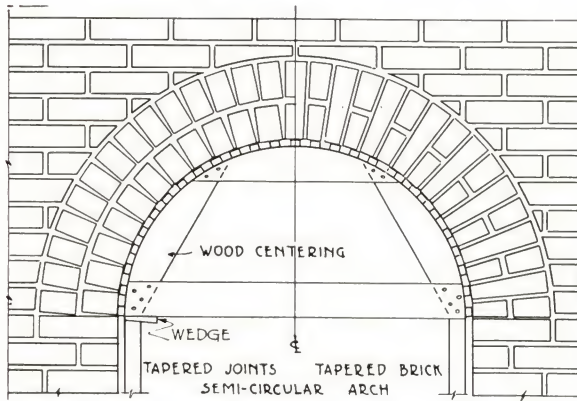 WOOD CENTERING
WEDGE
℄
TAPERED JOINTS TAPERED BRICK
SEMI-CIRCULAR ARCH